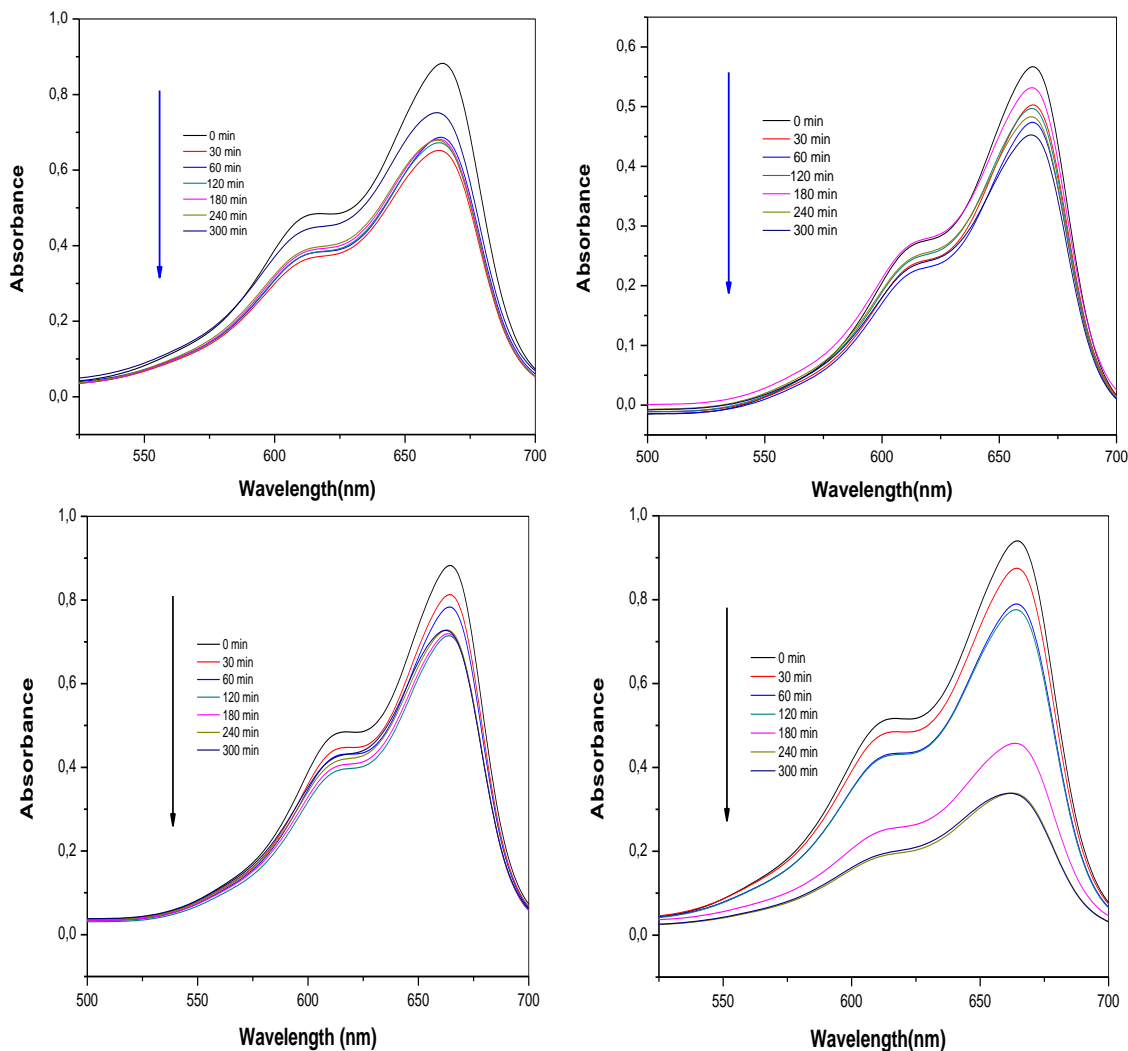 1,0
0,8
0,6
0,4
0,2
0,0
Absorbance
0 min
30 min
60 min
120 min
180 min
240 min
300 min
550
600
650
700
Wavelength(nm)
0,6
0,5
0,4
0,3
0,2
0,1
0,0
Absorbance
0 min
30 min
60 min
120 min
180 min
240 min
300 min
500
550
600
650
700
Wavelength(nm)
1,0
0,8
0,6
0,4
0,2
0,0
Absorbance
0 min
30 min
60 min
120 min
180 min
240 min
300 min
500
550
600
650
700
Wavelength (nm)
1,0
0,8
0,6
0,4
0,2
0,0
Absorbance
0 min
30 min
60 min
120 min
180 min
240 min
300 min
550
600
650
700
Wavelength(nm)